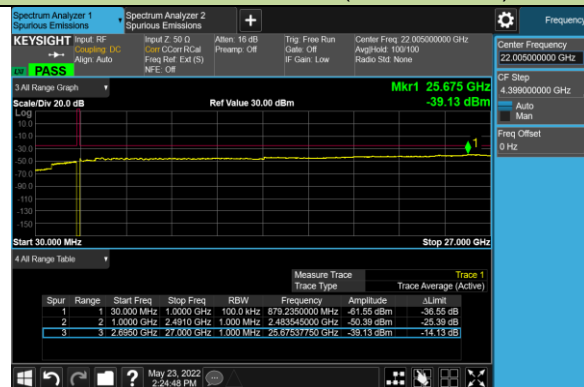 Spectrum Analyzer 1
Spurious Emissions
Spectrum Analyzer 2
Spurious Emissions
+
Frequency
KEYSIGHT
Input: RF
Coupling: DC
Align: Auto
Input Z: 50 Ω
Corr CCorr RCal
Freq Ref: Ext (S)
NFE: Off
Atten: 16 dB
Preamp: Off
Trig: Free Run
Gate: Off
IF Gain: Low
Center Freq: 22.005000000 GHz
Avg|Hold: 100/100
Radio Std: None
PASS
Center Frequency
22.005000000 GHz
CF Step
4.399000000 GHz
Auto
Man
Freq Offset
0 Hz
3 All Range Graph
Mkr1 25.675 GHz
-39.13 dBm
Scale/Div 20.0 dB
Ref Value 30.00 dBm
Log
10.0
-10.0
-30.0
-50.0
-70.0
-90.0
-110
-130
-150
1
Start 30.000 MHz
Stop 27.000 GHz
4 All Range Table
Measure Trace Trace 1
Trace Type Trace Average (Active)
Spur Range Start Freq Stop Freq RBW Frequency Amplitude ΔLimit
1 1 30.000 MHz 1.0000 GHz 100.0 kHz 879.2350000 MHz -61.55 dBm -36.55 dB
2 2 1.0000 GHz 2.4910 GHz 1.000 MHz 2.483545000 GHz -50.39 dBm -25.39 dB
3 3 2.6950 GHz 27.000 GHz 1.000 MHz 25.67537750 GHz -39.13 dBm -14.13 dB
?
May 23, 2022
2:24:48 PM